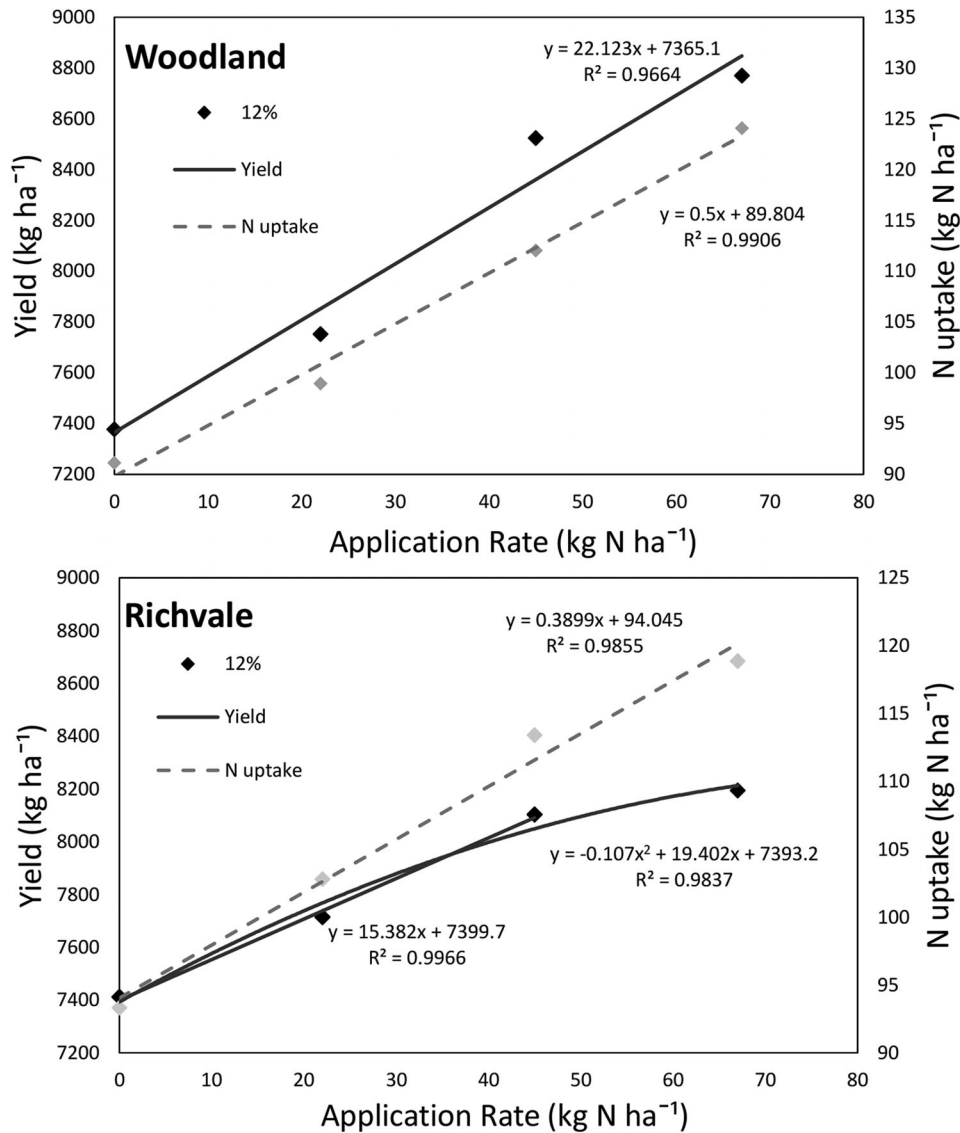 Woodland
12%
Yield
N uptake
y = 22.123x + 7365.1
R² = 0.9664
y = 0.5x + 89.804
R² = 0.9906
9000
8800
8600
8400
8200
8000
7800
7600
7400
7200
Yield (kg ha⁻¹)
135
130
125
120
115
110
105
100
95
90
N uptake (kg N ha⁻¹)
0 10 20 30 40 50 60 70 80
Application Rate (kg N ha⁻¹)
Richvale
12%
Yield
N uptake
y = 0.3899x + 94.045
R² = 0.9855
y = -0.107x² + 19.402x + 7393.2
R² = 0.9837
y = 15.382x + 7399.7
R² = 0.9966
9000
8800
8600
8400
8200
8000
7800
7600
7400
7200
Yield (kg ha⁻¹)
125
120
115
110
105
100
95
90
N uptake (kg N ha⁻¹)
0 10 20 30 40 50 60 70 80
Application Rate (kg N ha⁻¹)